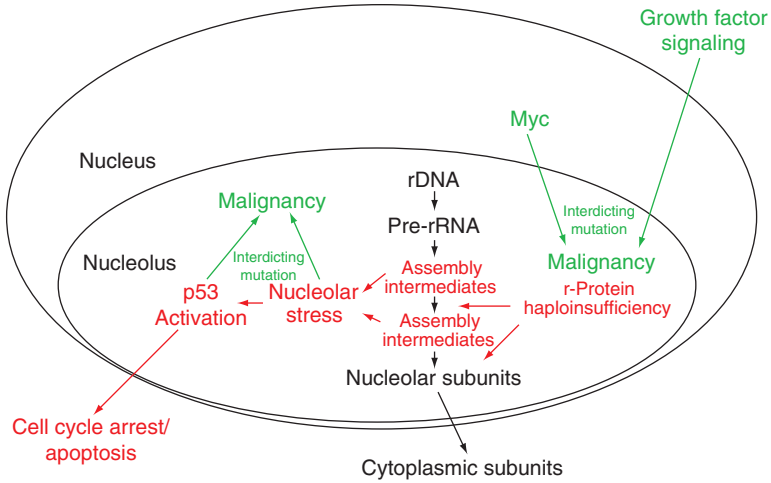 Growth factor
signaling
Myc
Nucleus
rDNA
Malignancy
Interdicting
mutation
Pre-rRNA
Nucleolus
Interdicting
mutation
Malignancy
Assembly
intermediates
p53
Activation
Nucleolar
stress
r-Protein
haploinsufficiency
Assembly
intermediates
Nucleolar subunits
Cell cycle arrest/
apoptosis
Cytoplasmic subunits